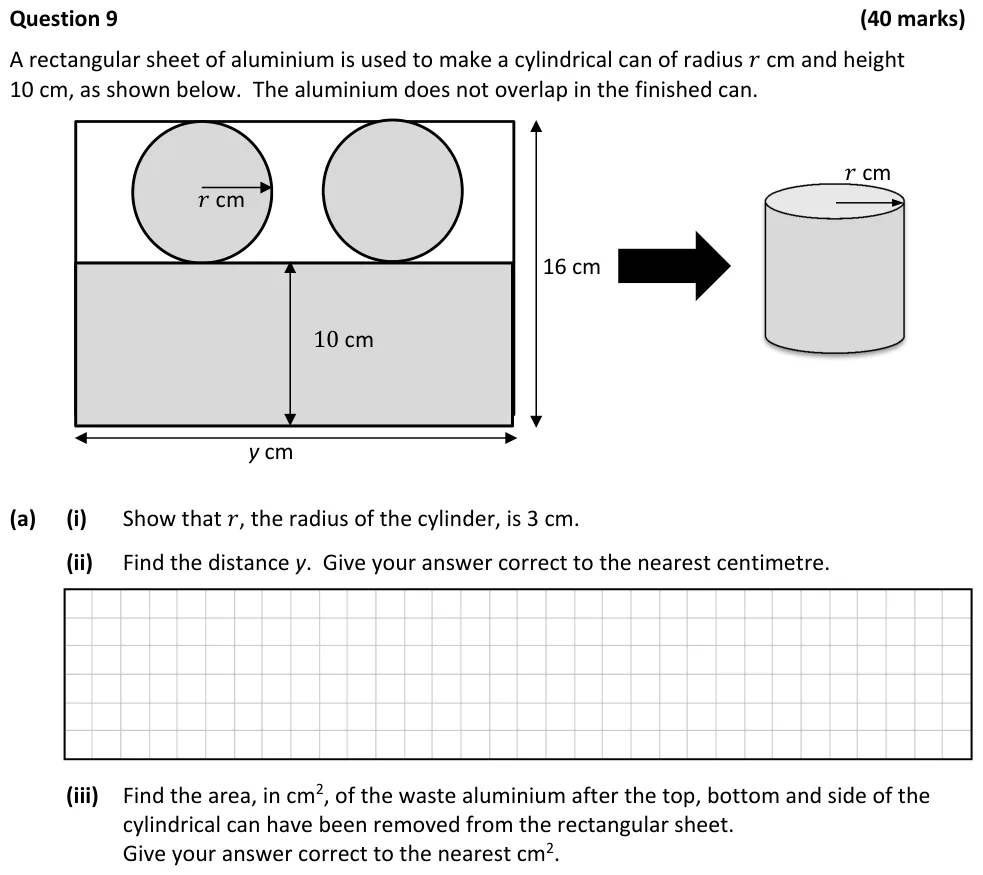 Question 9 (40 marks)
A rectangular sheet of aluminium is used to make a cylindrical can of radius r cm and height
10 cm, as shown below. The aluminium does not overlap in the finished can.
r cm
r cm
16 cm
10 cm
y cm
(a) (i) Show that r, the radius of the cylinder, is 3 cm.
(ii) Find the distance y. Give your answer correct to the nearest centimetre.
(iii) Find the area, in cm², of the waste aluminium after the top, bottom and side of the
cylindrical can have been removed from the rectangular sheet.
Give your answer correct to the nearest cm².